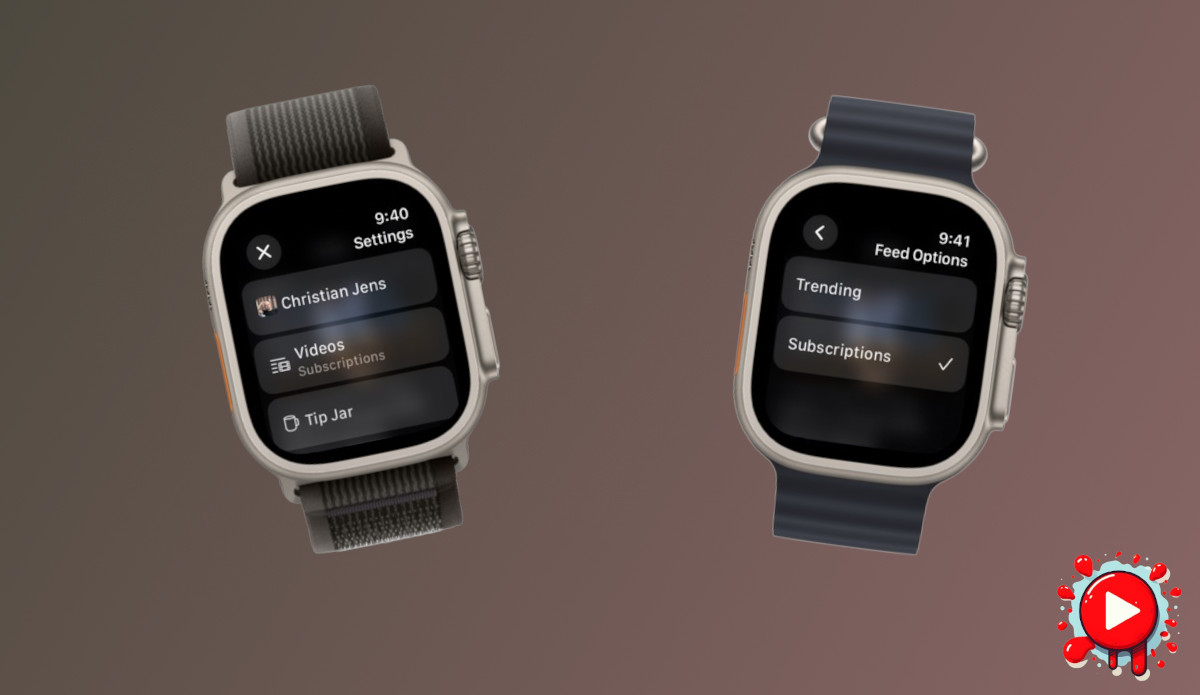 9:40
Settings
Christian Jens
Videos
Subscriptions
Tip Jar
9:41
Feed Options
Trending
Subscriptions